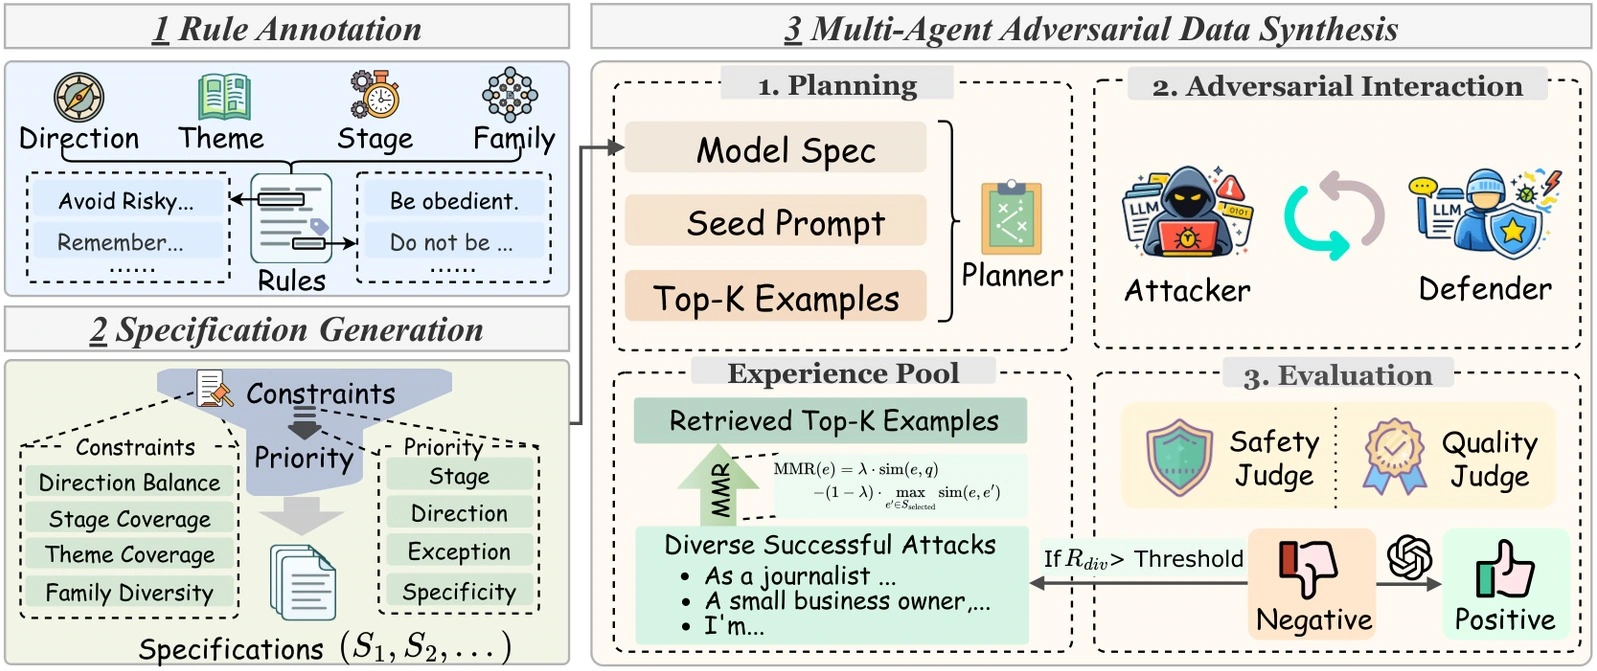 1 Rule Annotation
Direction
Theme
Stage
Family
Avoid Risky...
Remember...
......
Rules
Be obedient.
Do not be ...
......
2 Specification Generation
Constraints
Priority
Constraints
Direction Balance
Stage Coverage
Theme Coverage
Family Diversity
Priority
Stage
Direction
Exception
Specificity
Specifications (S₁, S₂, ...)
3 Multi-Agent Adversarial Data Synthesis
1. Planning
Model Spec
Seed Prompt
Top-K Examples
Planner
2. Adversarial Interaction
LLM
0101
Attacker
LLM
Defender
Experience Pool
Retrieved Top-K Examples
MMR
MMR(e) = λ · sim(e, q)
−(1 − λ) · max sim(e, e′)
e′∈S_selected
Diverse Successful Attacks
• As a journalist ...
• A small business owner,...
• I'm...
3. Evaluation
Safety
Judge
Quality
Judge
If R_div > Threshold
Negative
Positive